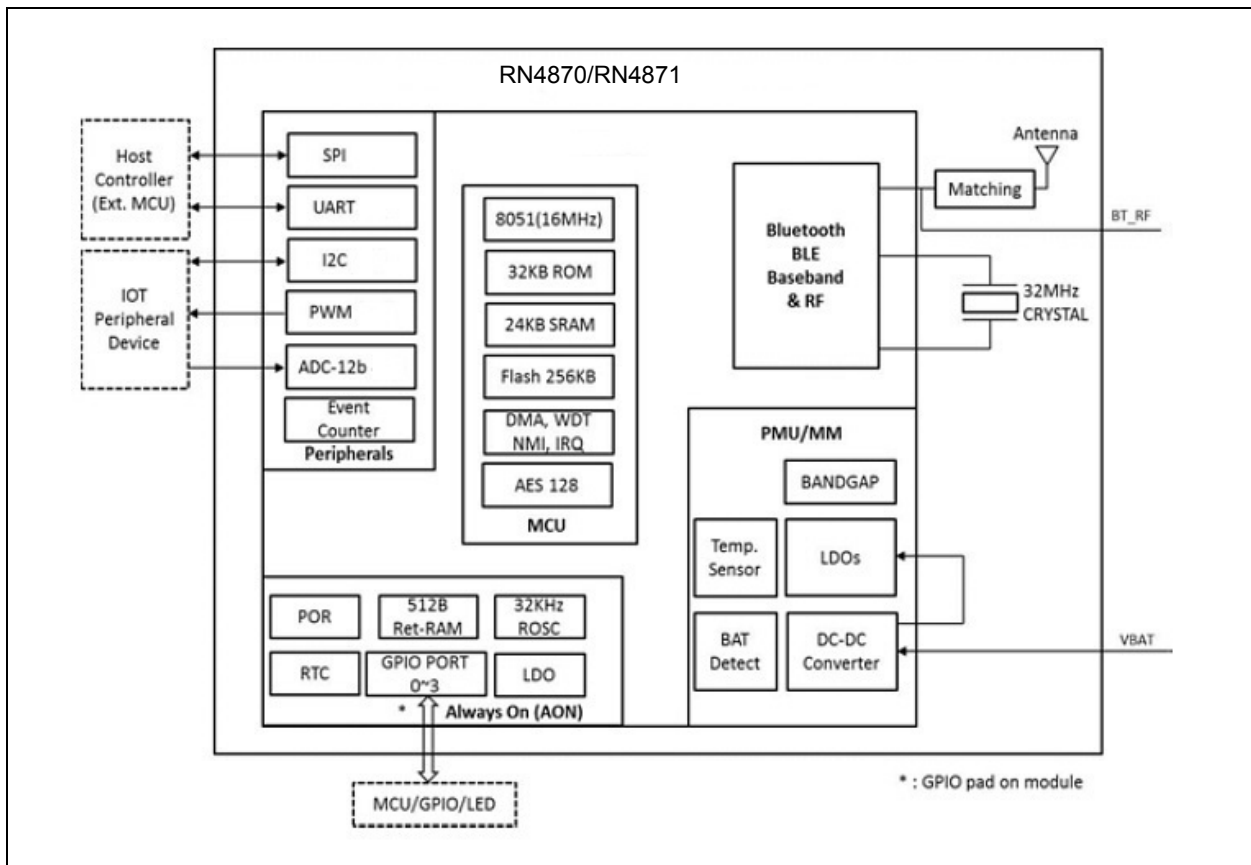 RN4870/RN4871
Host
Controller
(Ext. MCU)
IOT
Peripheral
Device
SPI
UART
I2C
PWM
ADC-12b
Event
Counter
Peripherals
8051(16MHz)
32KB ROM
24KB SRAM
Flash 256KB
DMA, WDT
NMI, IRQ
AES 128
MCU
Bluetooth
BLE
Baseband
& RF
Antenna
Matching
BT_RF
32MHz
CRYSTAL
PMU/MM
BANDGAP
Temp.
Sensor
LDOs
BAT
Detect
DC-DC
Converter
VBAT
POR
512B
Ret-RAM
32KHz
ROSC
RTC
GPIO PORT
0~3
LDO
* Always On (AON)
MCU/GPIO/LED
* : GPIO pad on module